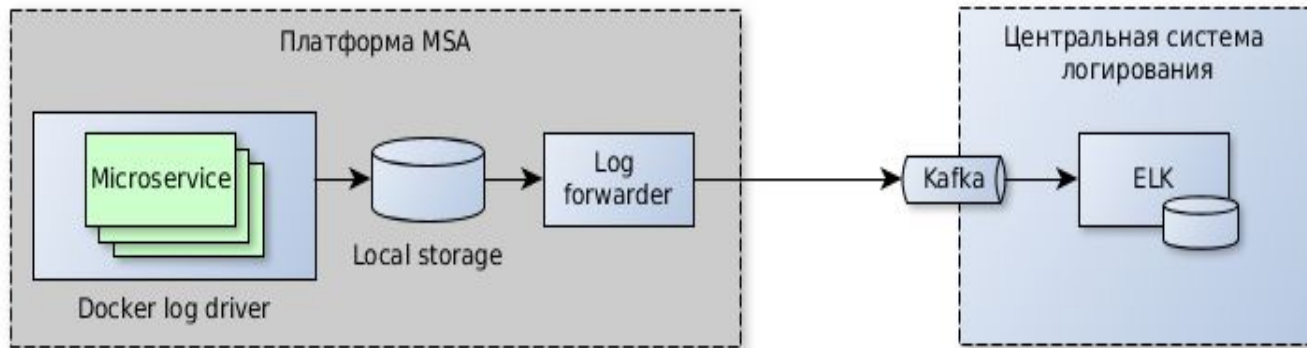 Платформа MSA
Центральная система
логирования
Microservice
Log
forwarder
Kafka
ELK
Local storage
Docker log driver